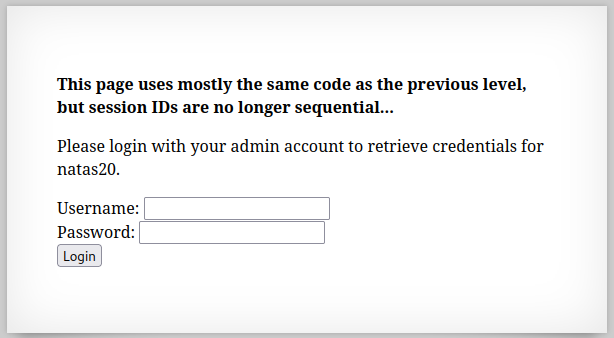 This page uses mostly the same code as the previous level,
but session IDs are no longer sequential...
Please login with your admin account to retrieve credentials for
natas20.
Username:
Password:
Login